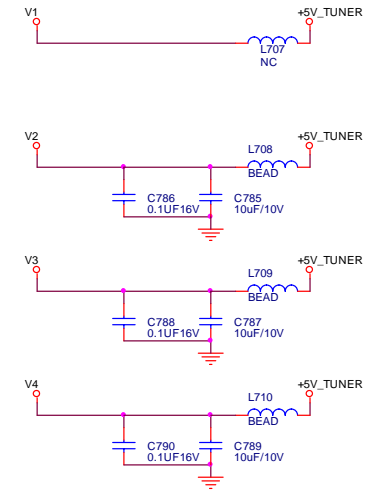 V1
+5V_TUNER
L707
NC
V2
+5V_TUNER
L708
BEAD
C786
0.1UF16V
C785
10uF/10V
V3
+5V_TUNER
L709
BEAD
C788
0.1UF16V
C787
10uF/10V
V4
+5V_TUNER
L710
BEAD
C790
0.1UF16V
C789
10uF/10V